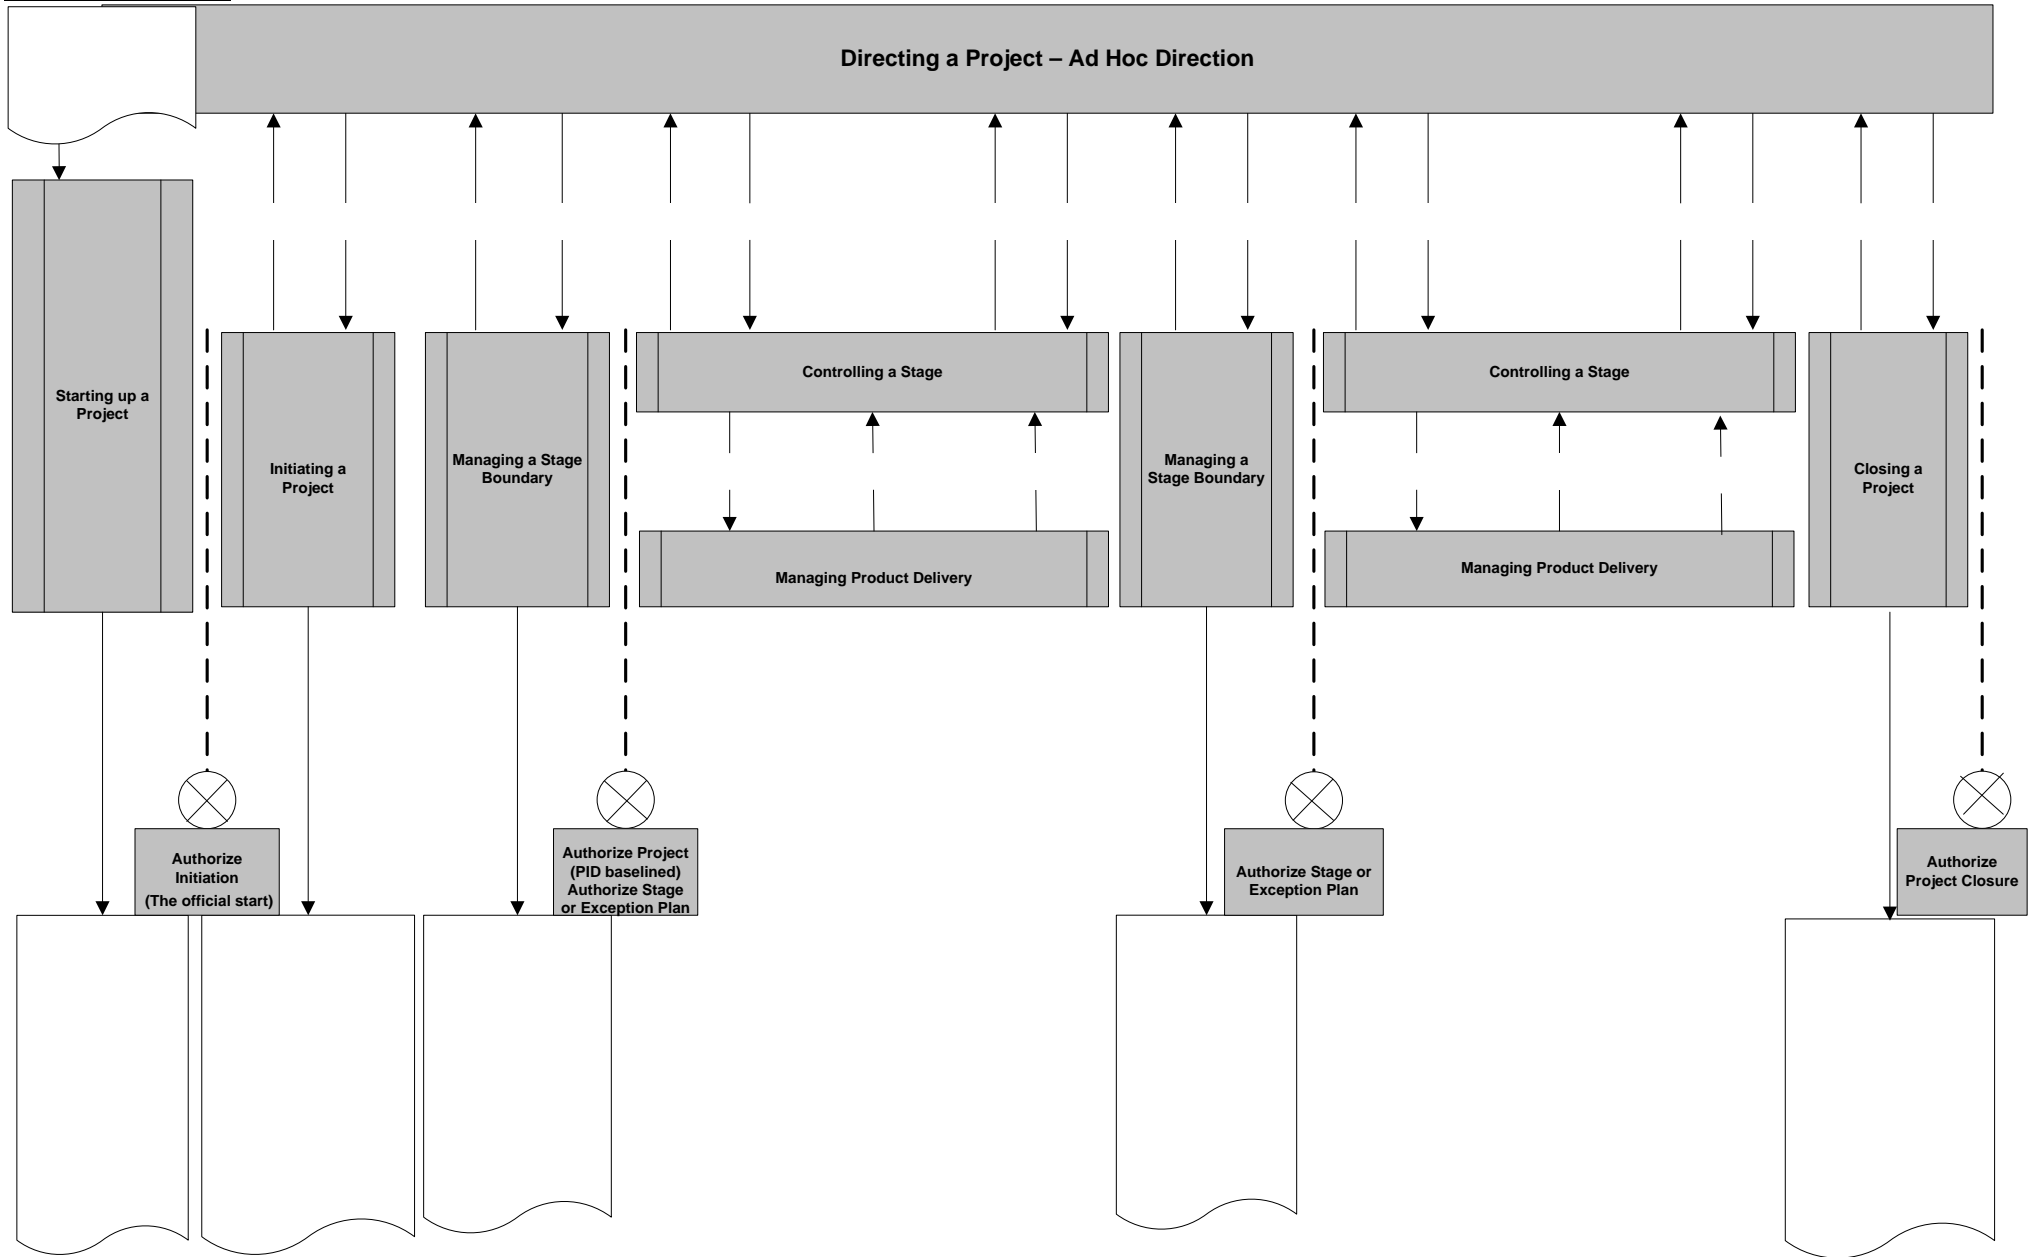 Directing a Project – Ad Hoc Direction
Starting up a
Project
Initiating a
Project
Managing a Stage
Boundary
Controlling a Stage
Managing Product Delivery
Managing a
Stage Boundary
Controlling a Stage
Managing Product Delivery
Closing a
Project
Authorize
Initiation
(The official start)
Authorize Project
(PID baselined)
Authorize Stage
or Exception Plan
Authorize Stage or
Exception Plan
Authorize
Project Closure